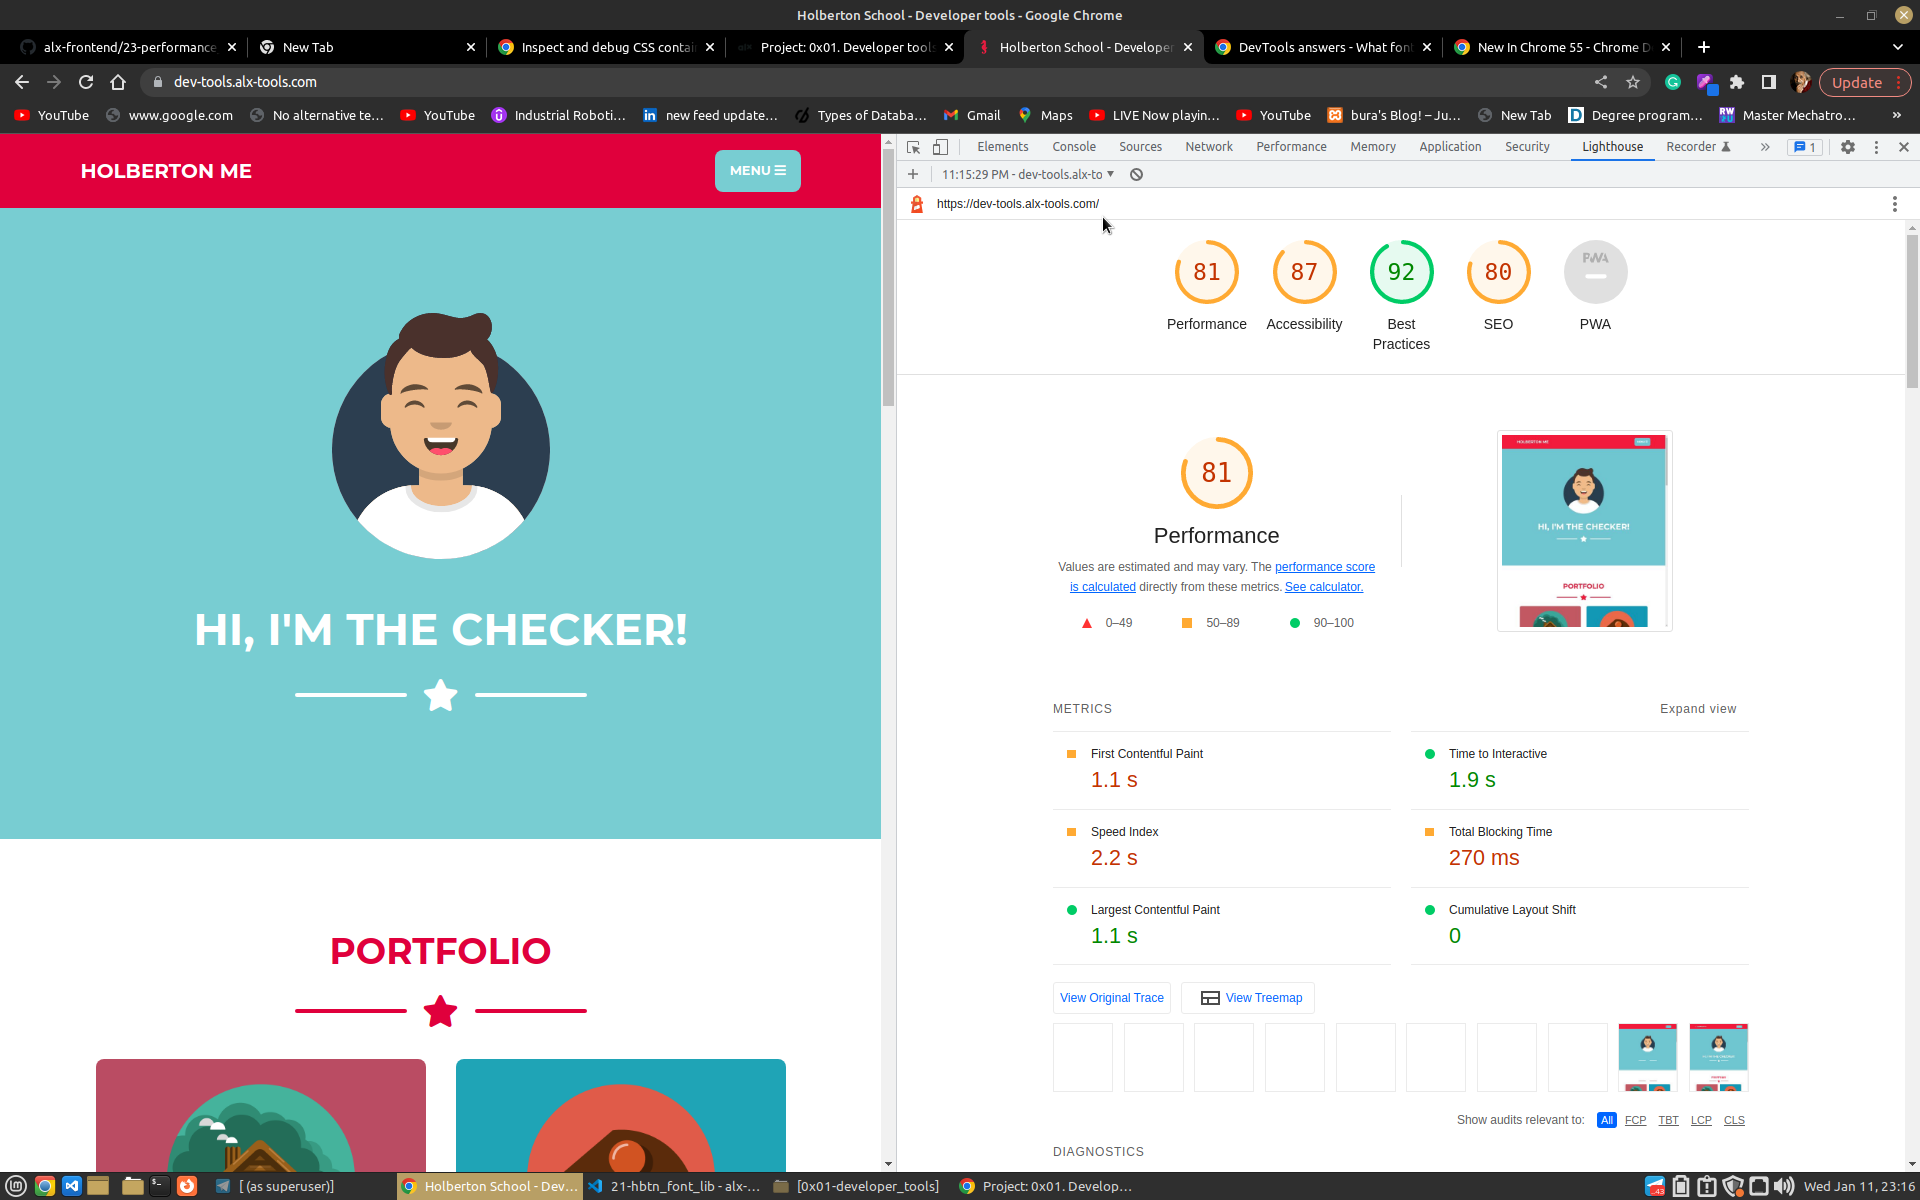 Holberton School - Developer tools - Google Chrome
alx-frontend/23-performance
New Tab
Inspect and debug CSS contai
Project: 0x01. Developer tools
Holberton School - Developer
DevTools answers - What fon
New In Chrome 55 - Chrome D
dev-tools.alx-tools.com
Update
YouTube
www.google.com
No alternative te...
YouTube
Industrial Roboti...
new feed update...
Types of Databa...
Gmail
Maps
LIVE Now playin...
YouTube
bura's Blog! – Ju...
New Tab
Degree program...
Master Mechatro...
»
HOLBERTON ME
MENU
HI, I'M THE CHECKER!
PORTFOLIO
Elements
Console
Sources
Network
Performance
Memory
Application
Security
Lighthouse
Recorder
»
1
11:15:29 PM - dev-tools.alx-to
https://dev-tools.alx-tools.com/
81
87
92
80
PWA
Performance
Accessibility
Best
Practices
SEO
PWA
81
Performance
Values are estimated and may vary. The performance score
is calculated directly from these metrics. See calculator.
0–49
50–89
90–100
HOLBERTON ME
HI, I'M THE CHECKER!
PORTFOLIO
METRICS
Expand view
First Contentful Paint
1.1 s
Time to Interactive
1.9 s
Speed Index
2.2 s
Total Blocking Time
270 ms
Largest Contentful Paint
1.1 s
Cumulative Layout Shift
0
View Original Trace
View Treemap
Show audits relevant to:
All
FCP
TBT
LCP
CLS
DIAGNOSTICS
[ (as superuser)]
Holberton School - Dev...
21-hbtn_font_lib - alx-...
[0x01-developer_tools]
Project: 0x01. Develop...
Wed Jan 11, 23:16